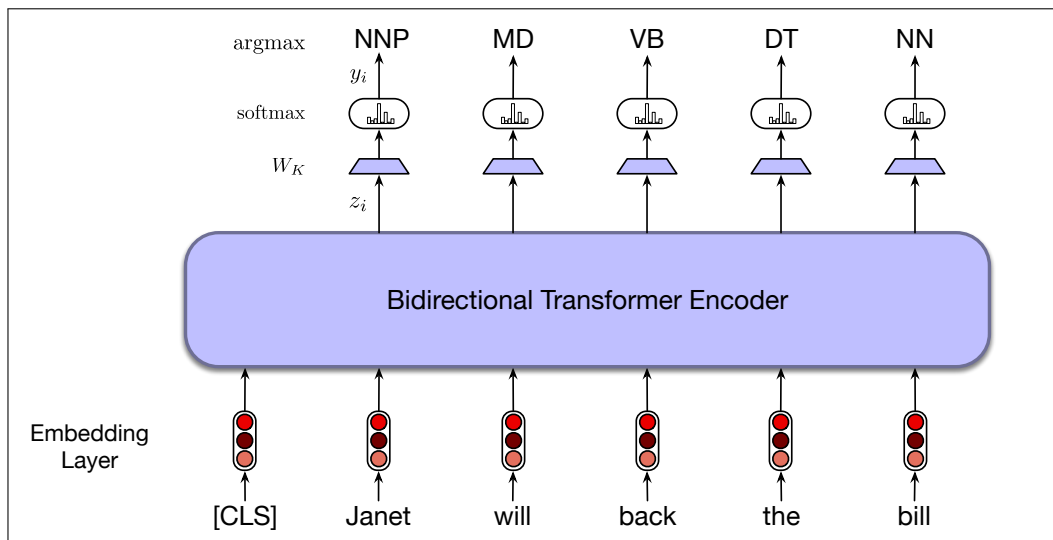 argmax NNP MD VB DT NN
y_i
softmax
W_K
z_i
Bidirectional Transformer Encoder
Embedding
Layer
[CLS] Janet will back the bill